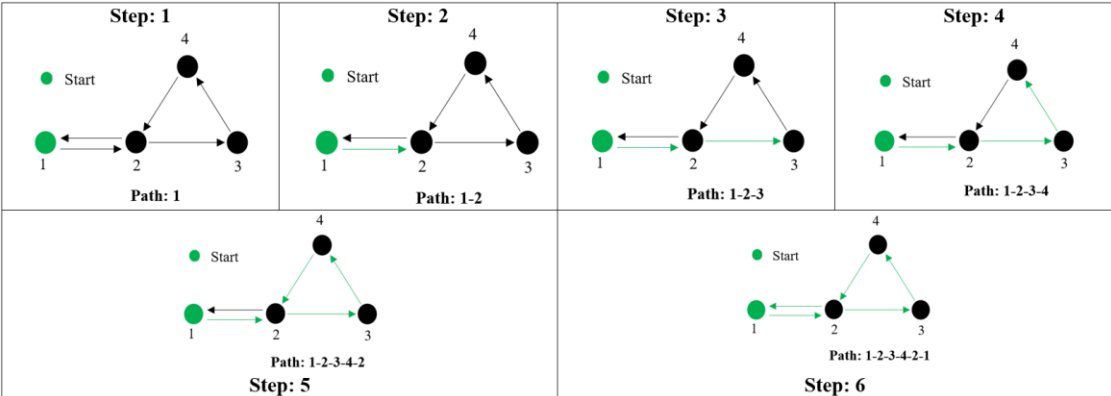 Step: 1
4
Start
1
2
3
Path: 1
Step: 2
4
Start
1
2
3
Path: 1-2
Step: 3
4
Start
1
2
3
Path: 1-2-3
Step: 4
4
Start
1
2
3
Path: 1-2-3-4
4
Start
1
2
3
Path: 1-2-3-4-2
Step: 5
4
Start
1
2
3
Path: 1-2-3-4-2-1
Step: 6